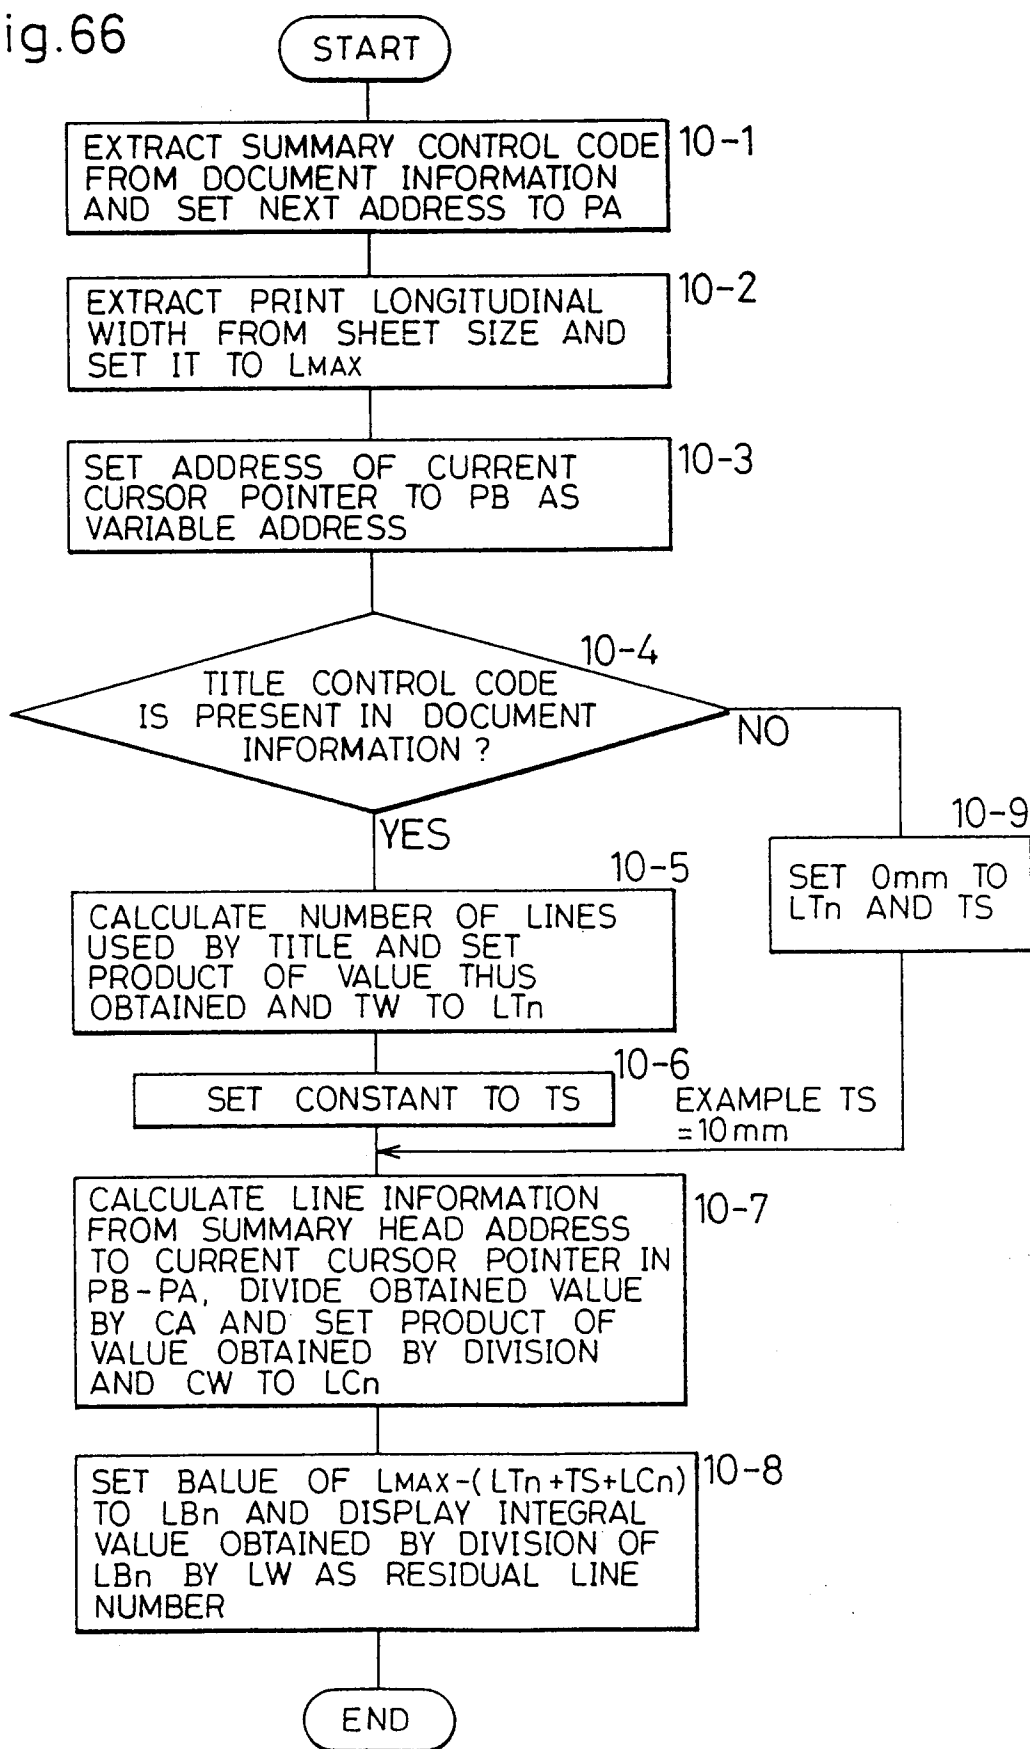 ig.66
START
EXTRACT SUMMARY CONTROL CODE
FROM DOCUMENT INFORMATION
AND SET NEXT ADDRESS TO PA
10-1
EXTRACT PRINT LONGITUDINAL
WIDTH FROM SHEET SIZE AND
SET IT TO LMAX
10-2
SET ADDRESS OF CURRENT
CURSOR POINTER TO PB AS
VARIABLE ADDRESS
10-3
10-4
TITLE CONTROL CODE
IS PRESENT IN DOCUMENT
INFORMATION ?
NO
YES
10-9
SET 0mm TO
LTn AND TS
10-5
CALCULATE NUMBER OF LINES
USED BY TITLE AND SET
PRODUCT OF VALUE THUS
OBTAINED AND TW TO LTn
10-6
SET CONSTANT TO TS
EXAMPLE TS
=10mm
CALCULATE LINE INFORMATION
FROM SUMMARY HEAD ADDRESS
TO CURRENT CURSOR POINTER IN
PB-PA, DIVIDE OBTAINED VALUE
BY CA AND SET PRODUCT OF
VALUE OBTAINED BY DIVISION
AND CW TO LCn
10-7
SET BALUE OF LMAX-(LTn+TS+LCn)
TO LBn AND DISPLAY INTEGRAL
VALUE OBTAINED BY DIVISION OF
LBn BY LW AS RESIDUAL LINE
NUMBER
10-8
END